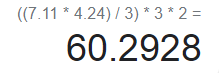 ((7.11 * 4.24) / 3) * 3 * 2 =
60.2928